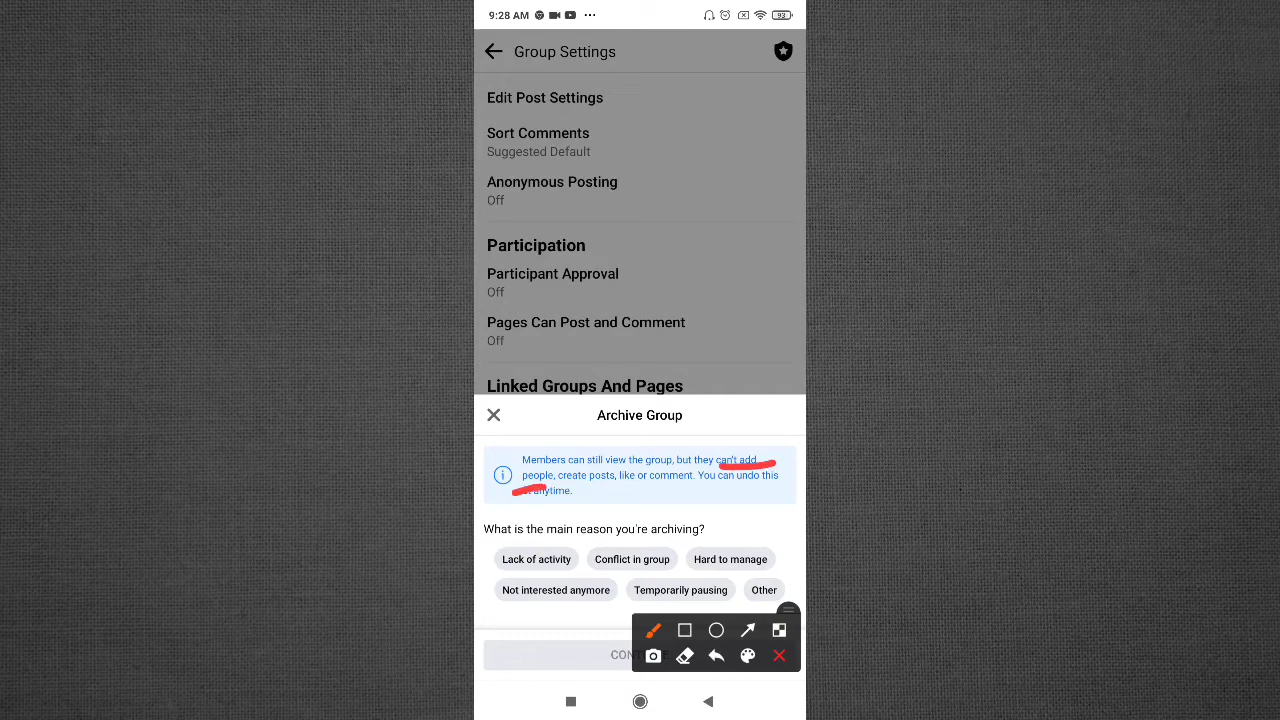 9:28 AM
93
Group Settings
Edit Post Settings
Sort Comments
Suggested Default
Anonymous Posting
Off
Participation
Participant Approval
Off
Pages Can Post and Comment
Off
Linked Groups And Pages
Archive Group
Members can still view the group, but they can't add
people, create posts, like or comment. You can undo this
anytime.
What is the main reason you're archiving?
Lack of activity Conflict in group Hard to manage
Not interested anymore Temporarily pausing Other